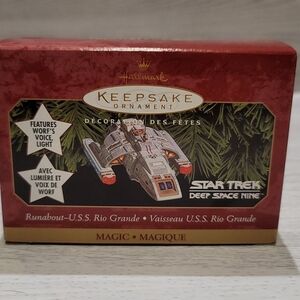 Hallmark
KEEPSAKE
ORNAMENT
DÉCORATION DES FÊTES
FEATURES
WORF'S
VOICE,
LIGHT
AVEC
LUMIÈRE ET
VOIX DE
WORF
STAR TREK
DEEP SPACE NINE
Runabout–U.S.S. Rio Grande • Vaisseau U.S.S. Rio Grande
MAGIC • MAGIQUE